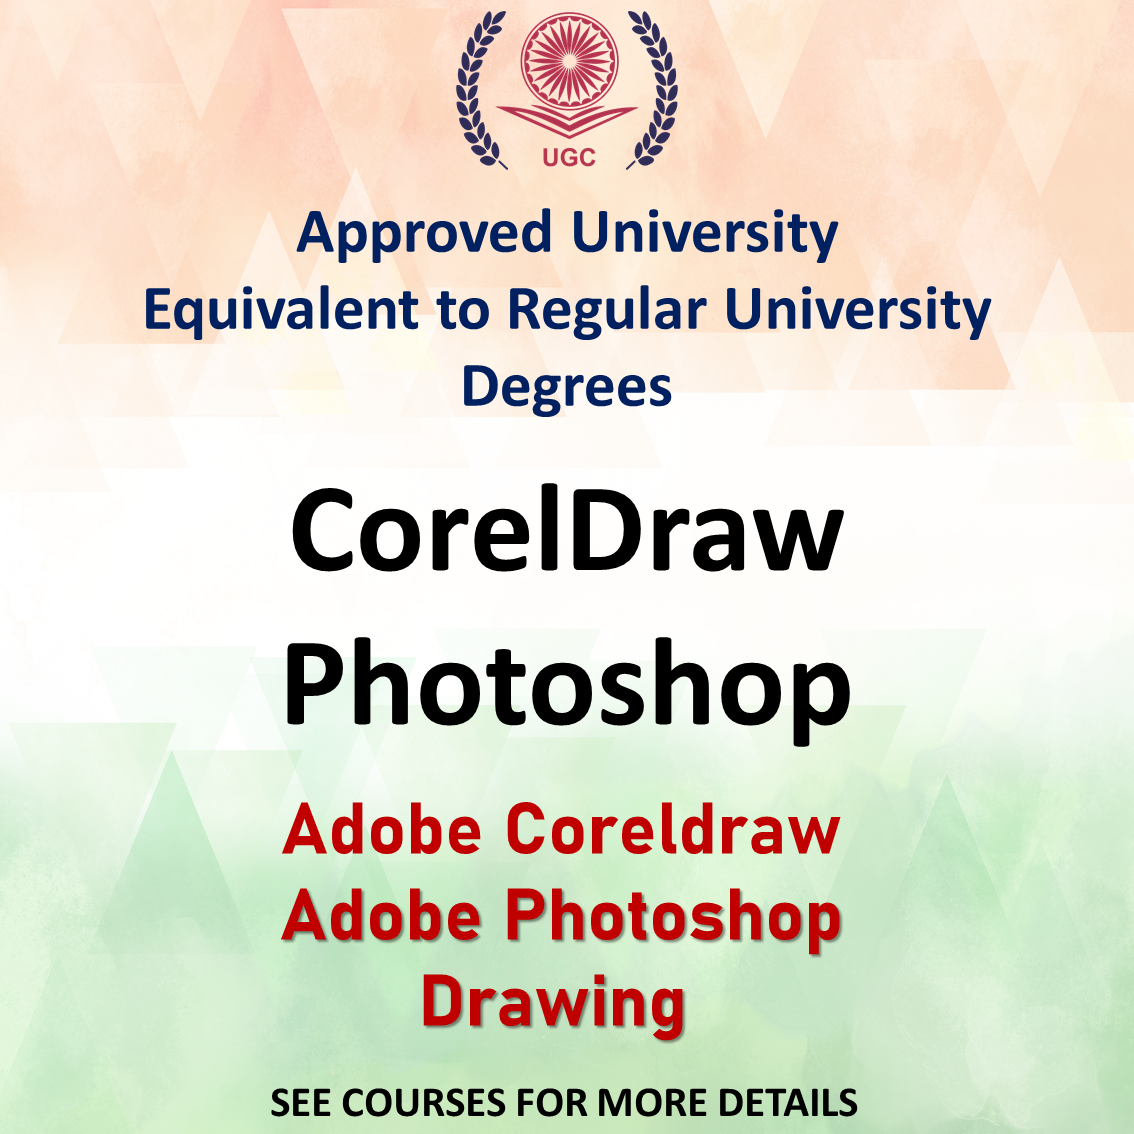 UGC
Approved University
Equivalent to Regular University
Degrees
CorelDraw
Photoshop
Adobe Coreldraw
Adobe Photoshop
Drawing
SEE COURSES FOR MORE DETAILS